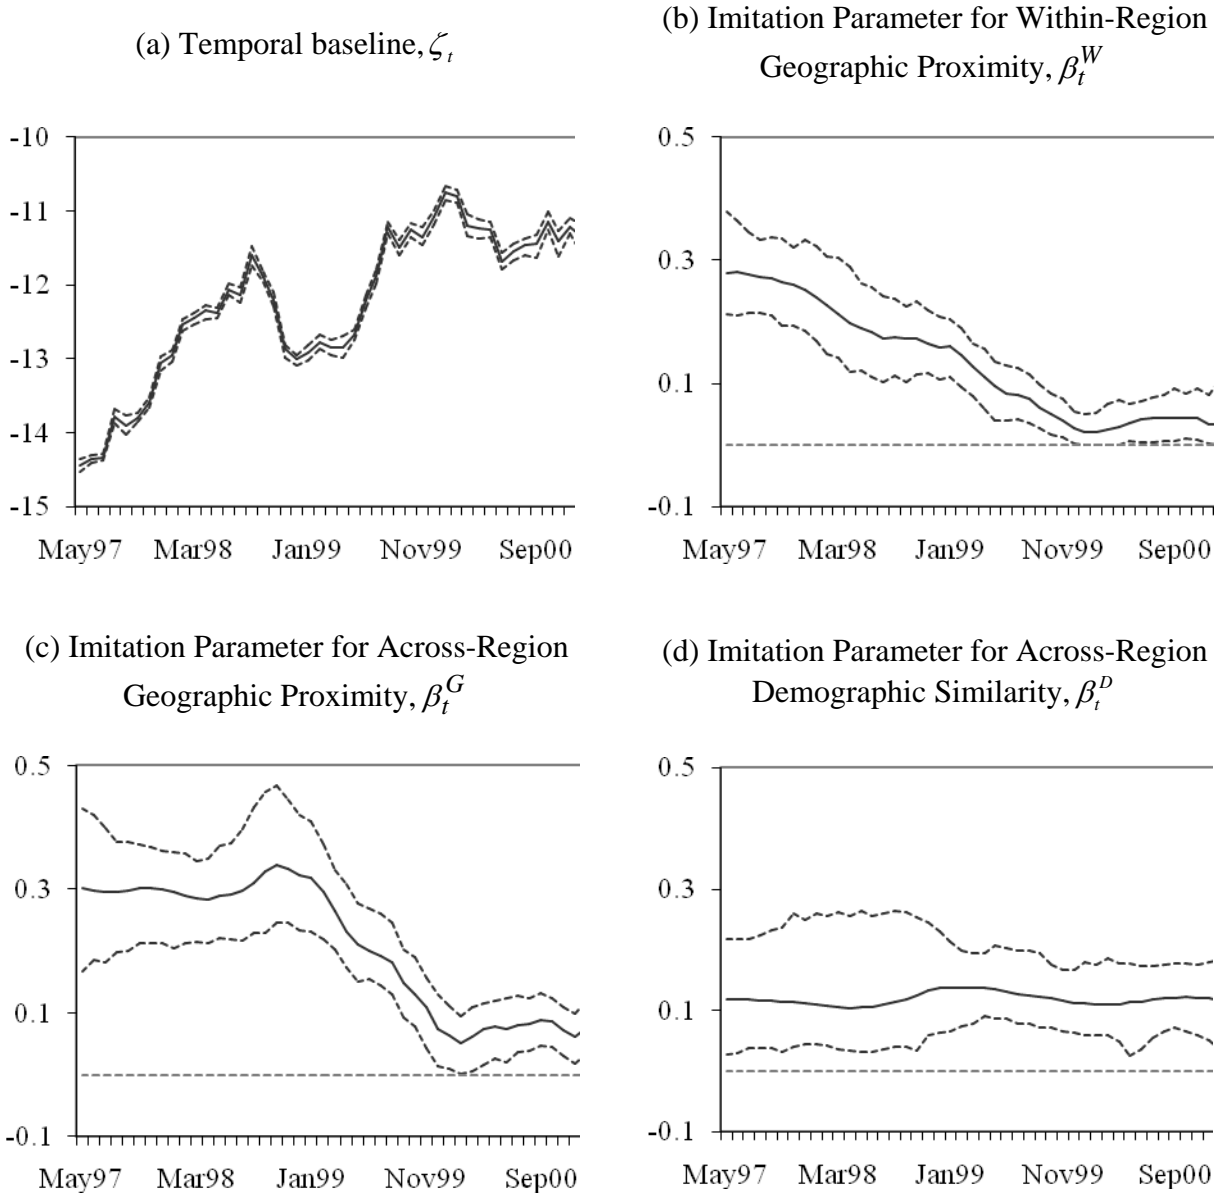 (a) Temporal baseline, ζt
-10
-11
-12
-13
-14
-15
May97 Mar98 Jan99 Nov99 Sep00
(b) Imitation Parameter for Within-Region
Geographic Proximity, βtW
0.5
0.3
0.1
-0.1
May97 Mar98 Jan99 Nov99 Sep00
(c) Imitation Parameter for Across-Region
Geographic Proximity, βtG
0.5
0.3
0.1
-0.1
May97 Mar98 Jan99 Nov99 Sep00
(d) Imitation Parameter for Across-Region
Demographic Similarity, βtD
0.5
0.3
0.1
-0.1
May97 Mar98 Jan99 Nov99 Sep00